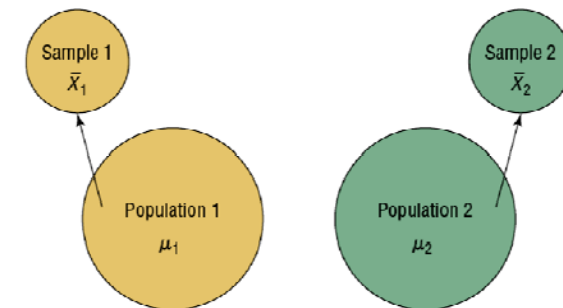 Sample 1
X̄₁
Sample 2
X̄₂
Population 1
μ₁
Population 2
μ₂